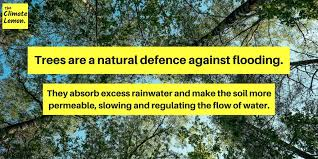 The
Climate
Lemon.
Trees are a natural defence against flooding.
They absorb excess rainwater and make the soil more
permeable, slowing and regulating the flow of water.